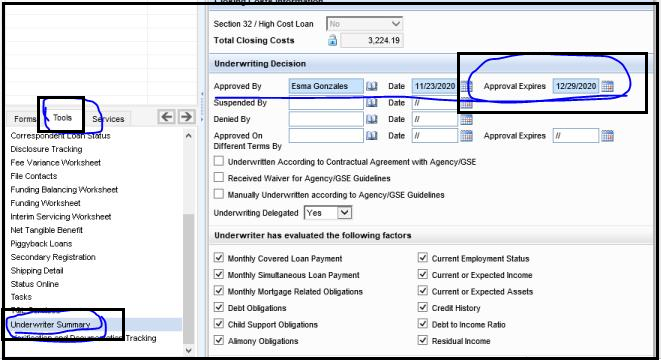 Closing Costs Information
Section 32 / High Cost Loan No
Total Closing Costs 3,224.19
Underwriting Decision
Approved By Esma Gonzales Date 11/23/2020 Approval Expires 12/29/2020
Suspended By Date //
Denied By Date //
Approved On Different Terms By Date // Approval Expires //
Underwritten According to Contractual Agreement with Agency/GSE
Received Waiver for Agency/GSE Guidelines
Manually Underwritten according to Agency/GSE Guidelines
Underwriting Delegated Yes
Underwriter has evaluated the following factors
Monthly Covered Loan Payment Current Employment Status
Monthly Simultaneous Loan Payment Current or Expected Income
Monthly Mortgage Related Obligations Current or Expected Assets
Debt Obligations Credit History
Child Support Obligations Debt to Income Ratio
Alimony Obligations Residual Income
Forms Tools Services
Correspondent Loan Status
Disclosure Tracking
Fee Variance Worksheet
File Contacts
Funding Balancing Worksheet
Funding Worksheet
Interim Servicing Worksheet
Net Tangible Benefit
Piggyback Loans
Secondary Registration
Shipping Detail
Status Online
Tasks
Underwriter Summary
Verification and Documentation Tracking